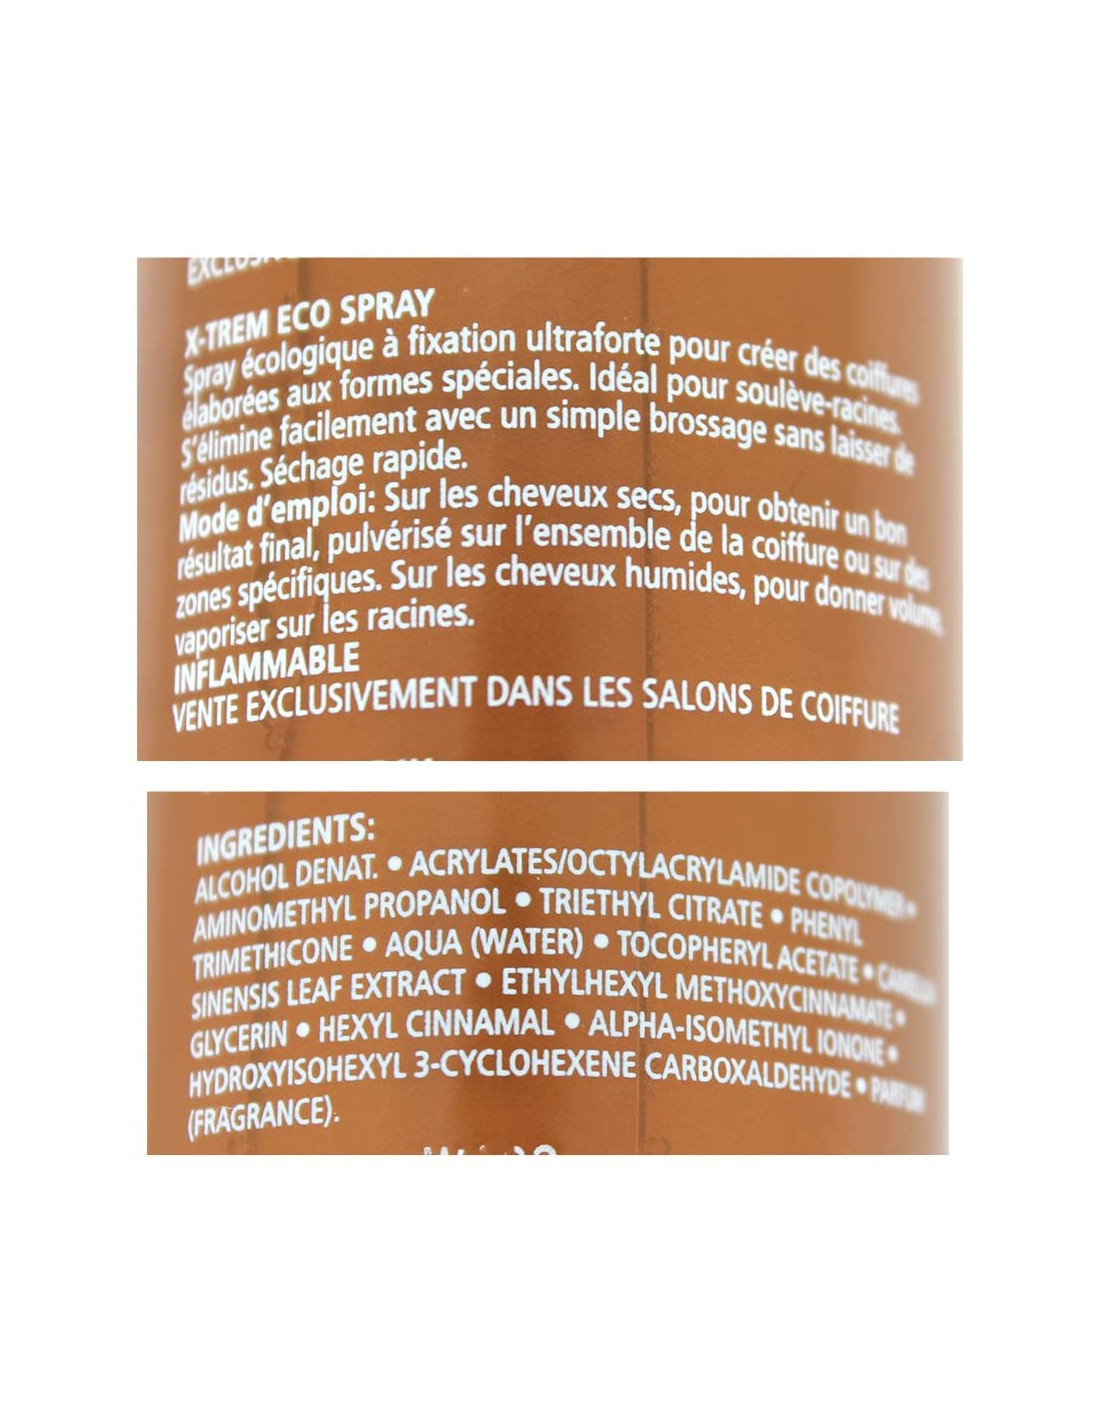 X-TREM ECO SPRAY
Spray écologique à fixation ultraforte pour créer des coiffures
élaborées aux formes spéciales. Idéal pour soulève-racines.
S'élimine facilement avec un simple brossage sans laisser de
résidus. Séchage rapide.
Mode d'emploi: Sur les cheveux secs, pour obtenir un bon
résultat final, pulvérisé sur l'ensemble de la coiffure ou sur des
zones spécifiques. Sur les cheveux humides, pour donner volume,
vaporiser sur les racines.
INFLAMMABLE
VENTE EXCLUSIVEMENT DANS LES SALONS DE COIFFURE
INGREDIENTS:
ALCOHOL DENAT. • ACRYLATES/OCTYLACRYLAMIDE COPOLYMER •
AMINOMETHYL PROPANOL • TRIETHYL CITRATE • PHENYL
TRIMETHICONE • AQUA (WATER) • TOCOPHERYL ACETATE • CAMELLIA
SINENSIS LEAF EXTRACT • ETHYLHEXYL METHOXYCINNAMATE •
GLYCERIN • HEXYL CINNAMAL • ALPHA-ISOMETHYL IONONE •
HYDROXYISOHEXYL 3-CYCLOHEXENE CARBOXALDEHYDE • PARFUM
(FRAGRANCE).